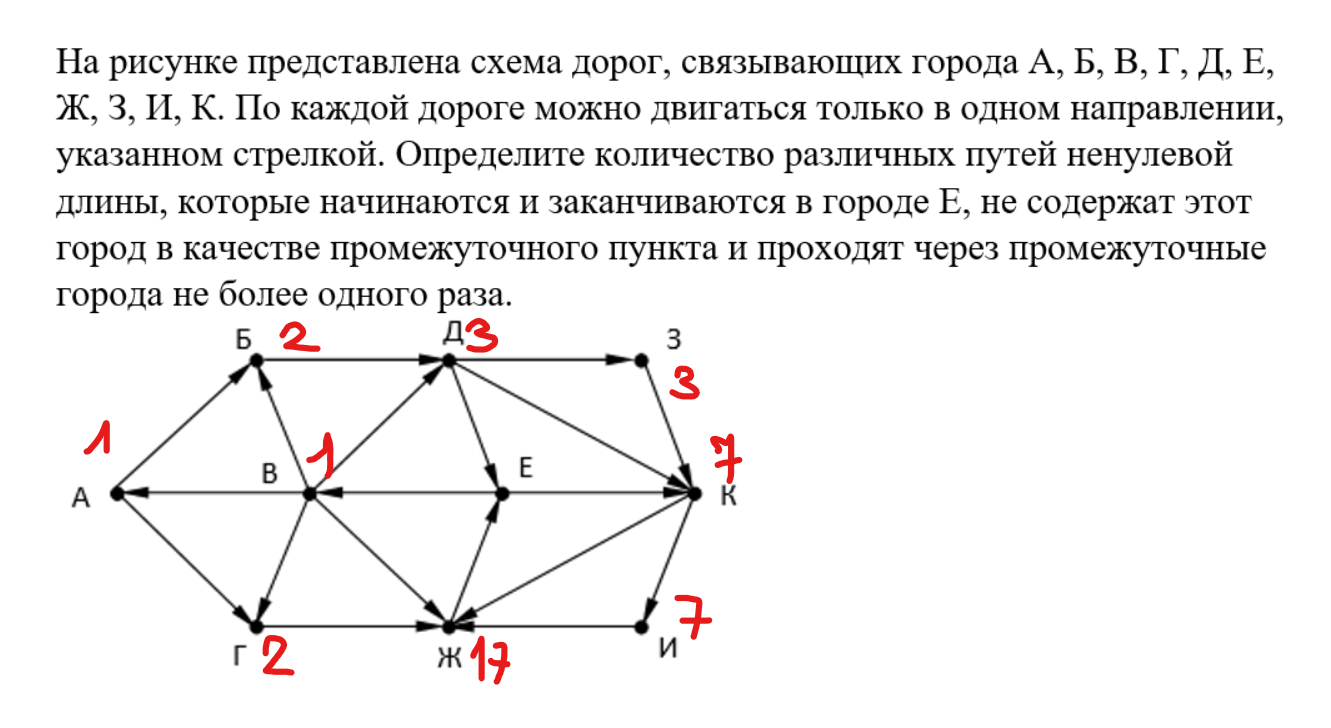 На рисунке представлена схема дорог, связывающих города А, Б, В, Г, Д, Е,
Ж, З, И, К. По каждой дороге можно двигаться только в одном направлении,
указанном стрелкой. Определите количество различных путей ненулевой
длины, которые начинаются и заканчиваются в городе Е, не содержат этот
город в качестве промежуточного пункта и проходят через промежуточные
города не более одного раза.
Б 2 Д 3 З
3
1 В 1 Е 7
А К
7
Г 2 Ж 17 И